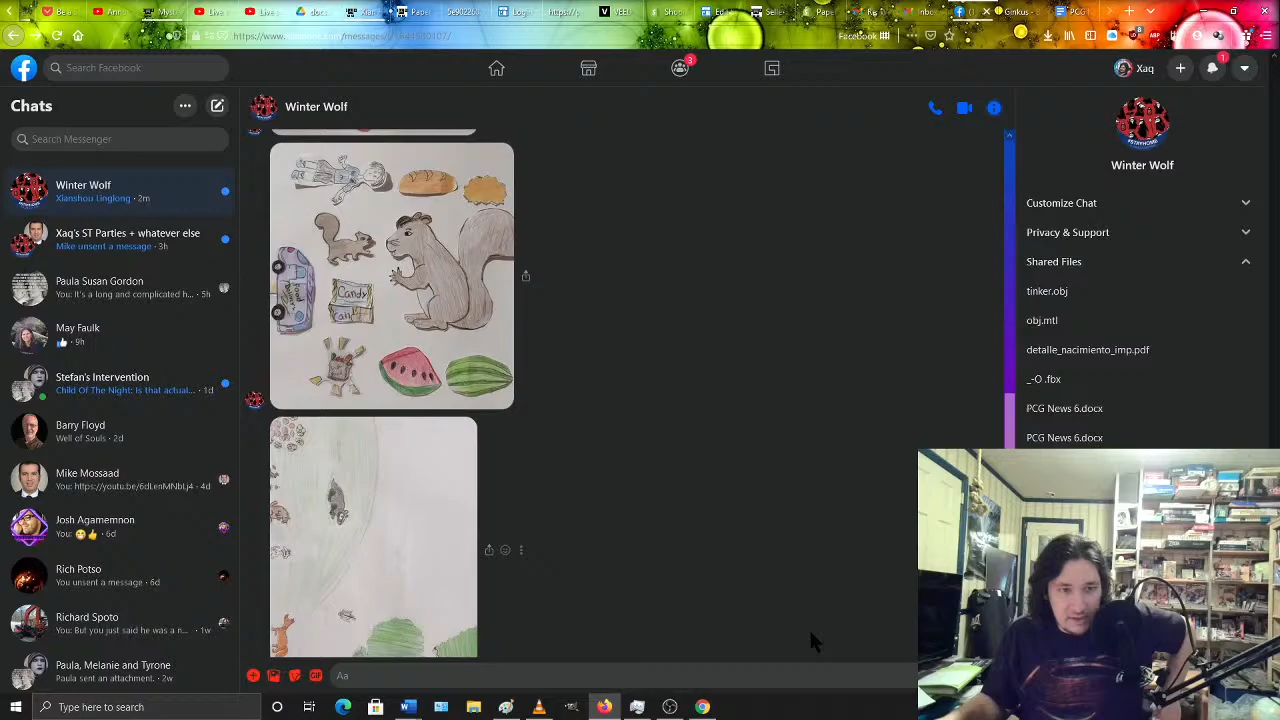 Facebook
Search Facebook
3
Xaq
1
Chats
Search Messenger
Winter Wolf
Xianshou Linglong · 2m
Xaq's ST Parties + whatever else
Mike unsent a message · 3h
Paula Susan Gordon
You: It's a long and complicated h... · 5h
May Faulk
9h
Stefan's Intervention
Child Of The Night: Is that actual... · 1d
Barry Floyd
Well of Souls · 2d
Mike Mossaad
You: https://youtu.be/6dLenMNbLj4 · 4d
Josh Agamemnon
You: · 6d
Rich Potso
You unsent a message · 6d
Richard Spoto
You: But you just said he was a n... · 1w
Paula, Melanie and Tyrone
Paula sent an attachment. · 2w
Winter Wolf
Candy
Aa
#STAYHOME
Winter Wolf
Customize Chat
Privacy & Support
Shared Files
tinker.obj
obj.mtl
detalle_nacimiento_imp.pdf
_-O .fbx
PCG News 6.docx
PCG News 6.docx
Type here to search